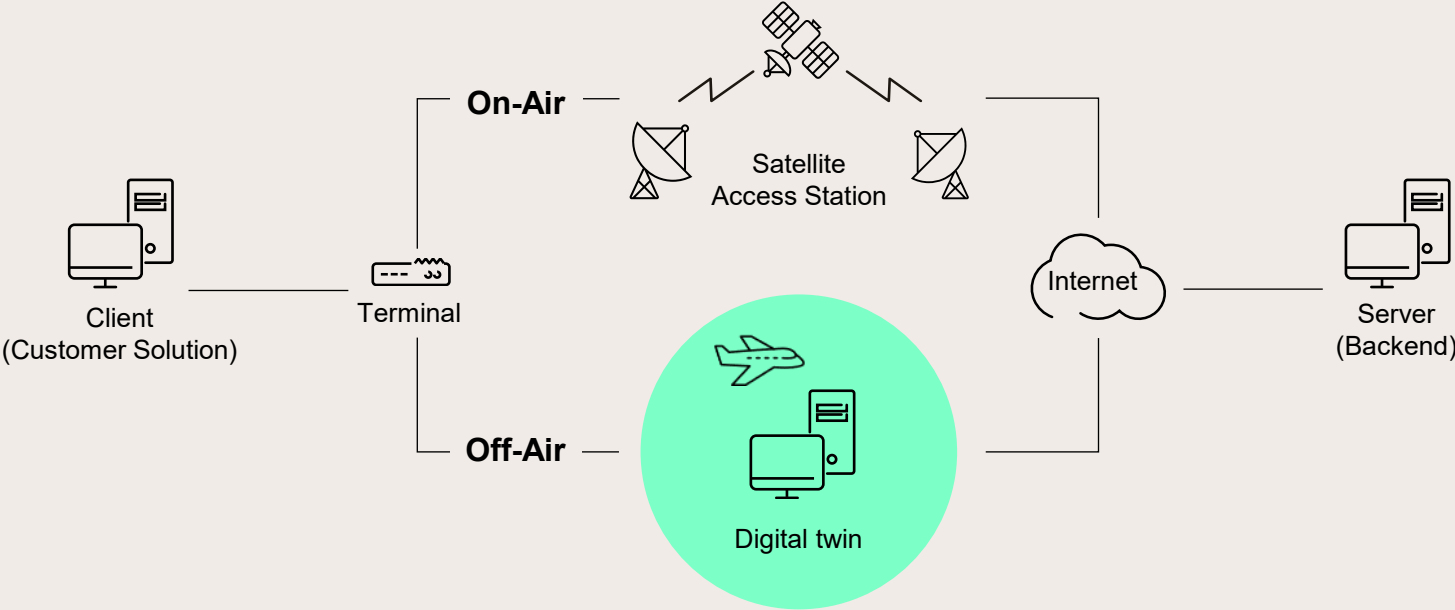 On-Air
Satellite
Access Station
Client
(Customer Solution)
Terminal
Internet
Server
(Backend)
Off-Air
Digital twin